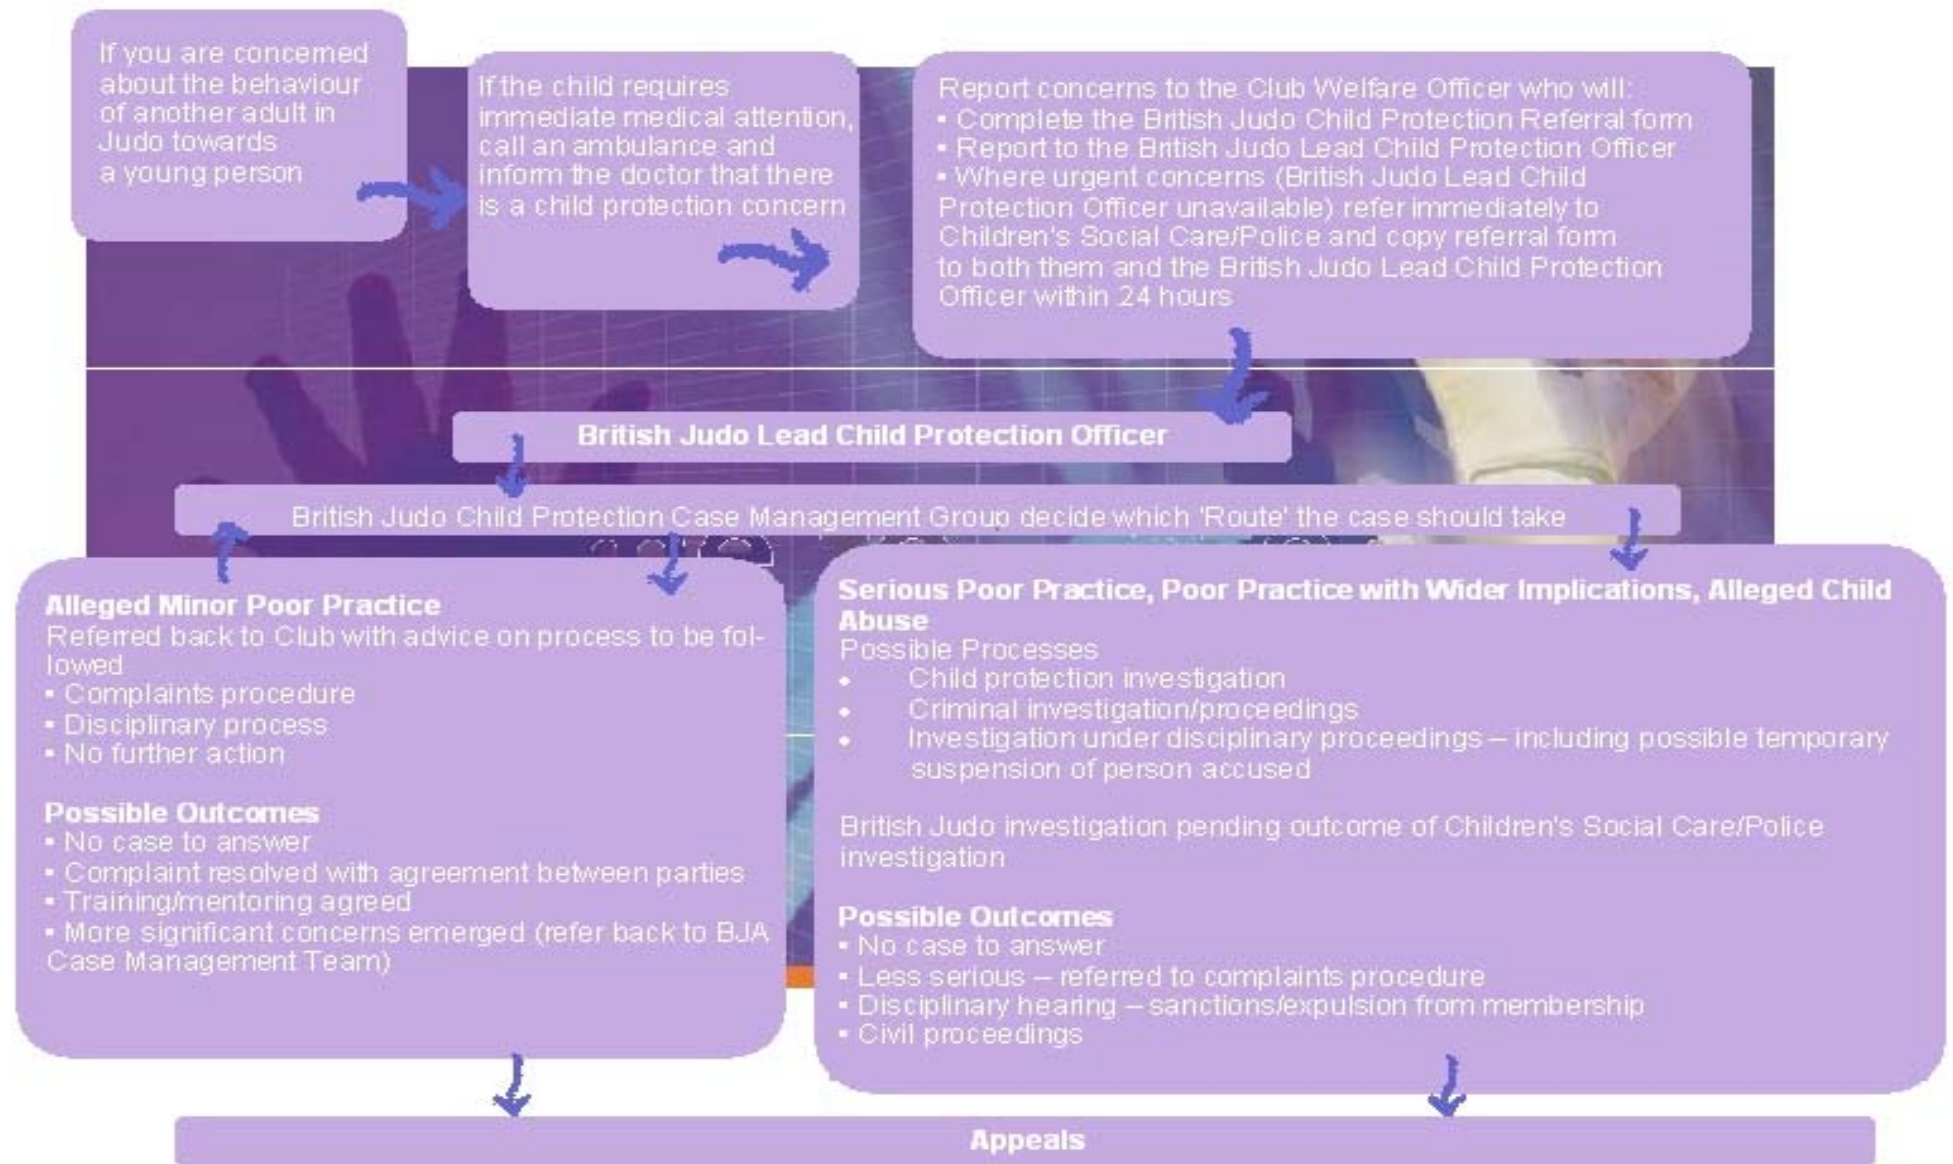 If you are concerned
about the behaviour
of another adult in
Judo towards
a young person
If the child requires
immediate medical attention,
call an ambulance and
inform the doctor that there
is a child protection concern
Report concerns to the Club Welfare Officer who will:
▪ Complete the British Judo Child Protection Referral form
▪ Report to the British Judo Lead Child Protection Officer
▪ Where urgent concerns (British Judo Lead Child
Protection Officer unavailable) refer immediately to
Children's Social Care/Police and copy referral form
to both them and the British Judo Lead Child Protection
Officer within 24 hours
British Judo Lead Child Protection Officer
British Judo Child Protection Case Management Group decide which 'Route' the case should take
Alleged Minor Poor Practice
Referred back to Club with advice on process to be fol-
lowed
▪ Complaints procedure
▪ Disciplinary process
▪ No further action
Possible Outcomes
▪ No case to answer
▪ Complaint resolved with agreement between parties
▪ Training/mentoring agreed
▪ More significant concerns emerged (refer back to BJA
Case Management Team)
Serious Poor Practice, Poor Practice with Wider Implications, Alleged Child
Abuse
Possible Processes
• Child protection investigation
• Criminal investigation/proceedings
• Investigation under disciplinary proceedings – including possible temporary
suspension of person accused
British Judo investigation pending outcome of Children's Social Care/Police
investigation
Possible Outcomes
▪ No case to answer
▪ Less serious – referred to complaints procedure
▪ Disciplinary hearing – sanctions/expulsion from membership
▪ Civil proceedings
Appeals